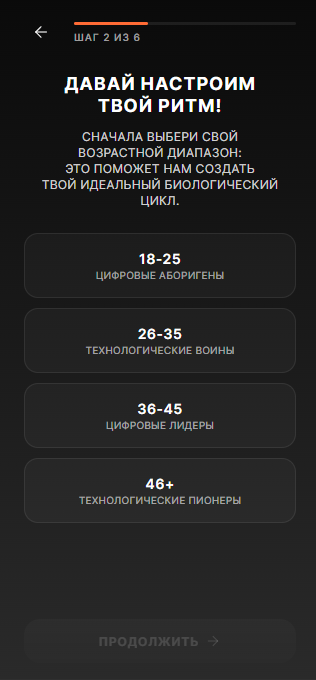 ШАГ 2 ИЗ 6
ДАВАЙ НАСТРОИМ
ТВОЙ РИТМ!
СНАЧАЛА ВЫБЕРИ СВОЙ
ВОЗРАСТНОЙ ДИАПАЗОН:
ЭТО ПОМОЖЕТ НАМ СОЗДАТЬ
ТВОЙ ИДЕАЛЬНЫЙ БИОЛОГИЧЕСКИЙ
ЦИКЛ.
18-25
ЦИФРОВЫЕ АБОРИГЕНЫ
26-35
ТЕХНОЛОГИЧЕСКИЕ ВОИНЫ
36-45
ЦИФРОВЫЕ ЛИДЕРЫ
46+
ТЕХНОЛОГИЧЕСКИЕ ПИОНЕРЫ
ПРОДОЛЖИТЬ →